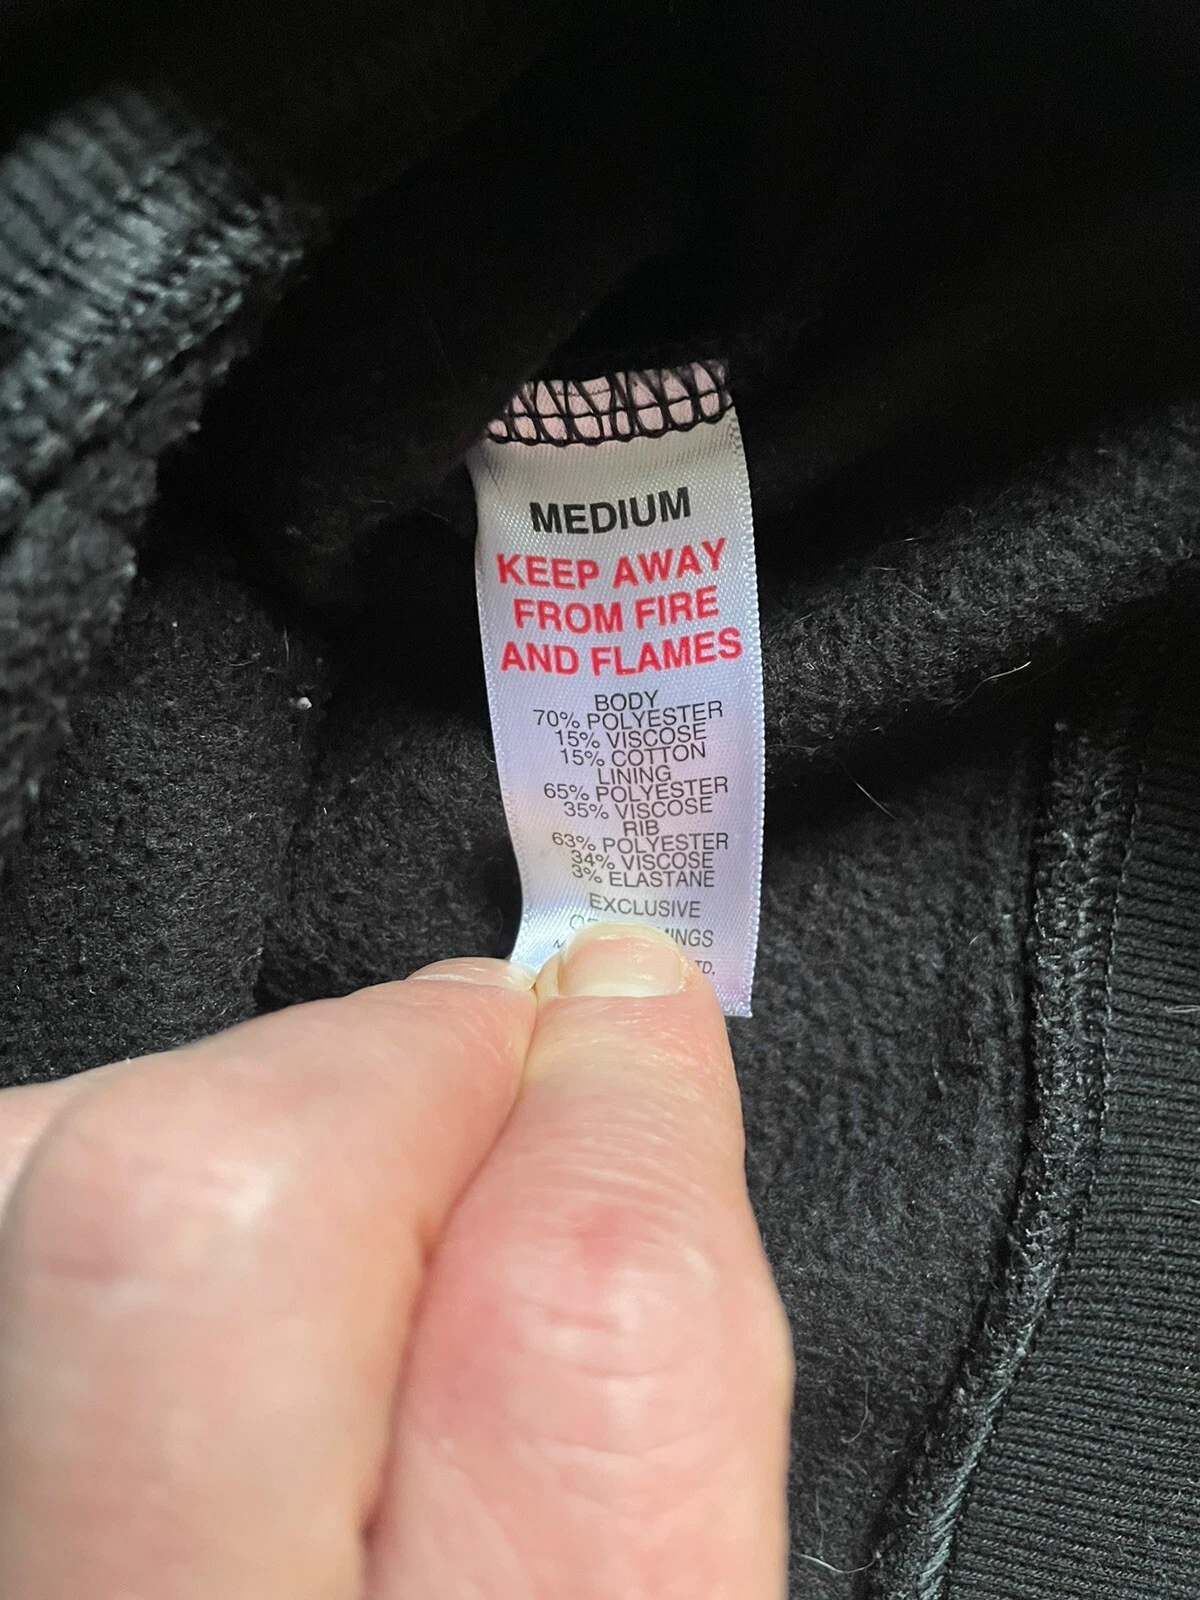 MEDIUM
KEEP AWAY
FROM FIRE
AND FLAMES
BODY
70% POLYESTER
15% VISCOSE
15% COTTON
LINING
65% POLYESTER
35% VISCOSE
RIB
63% POLYESTER
34% VISCOSE
3% ELASTANE
EXCLUSIVE